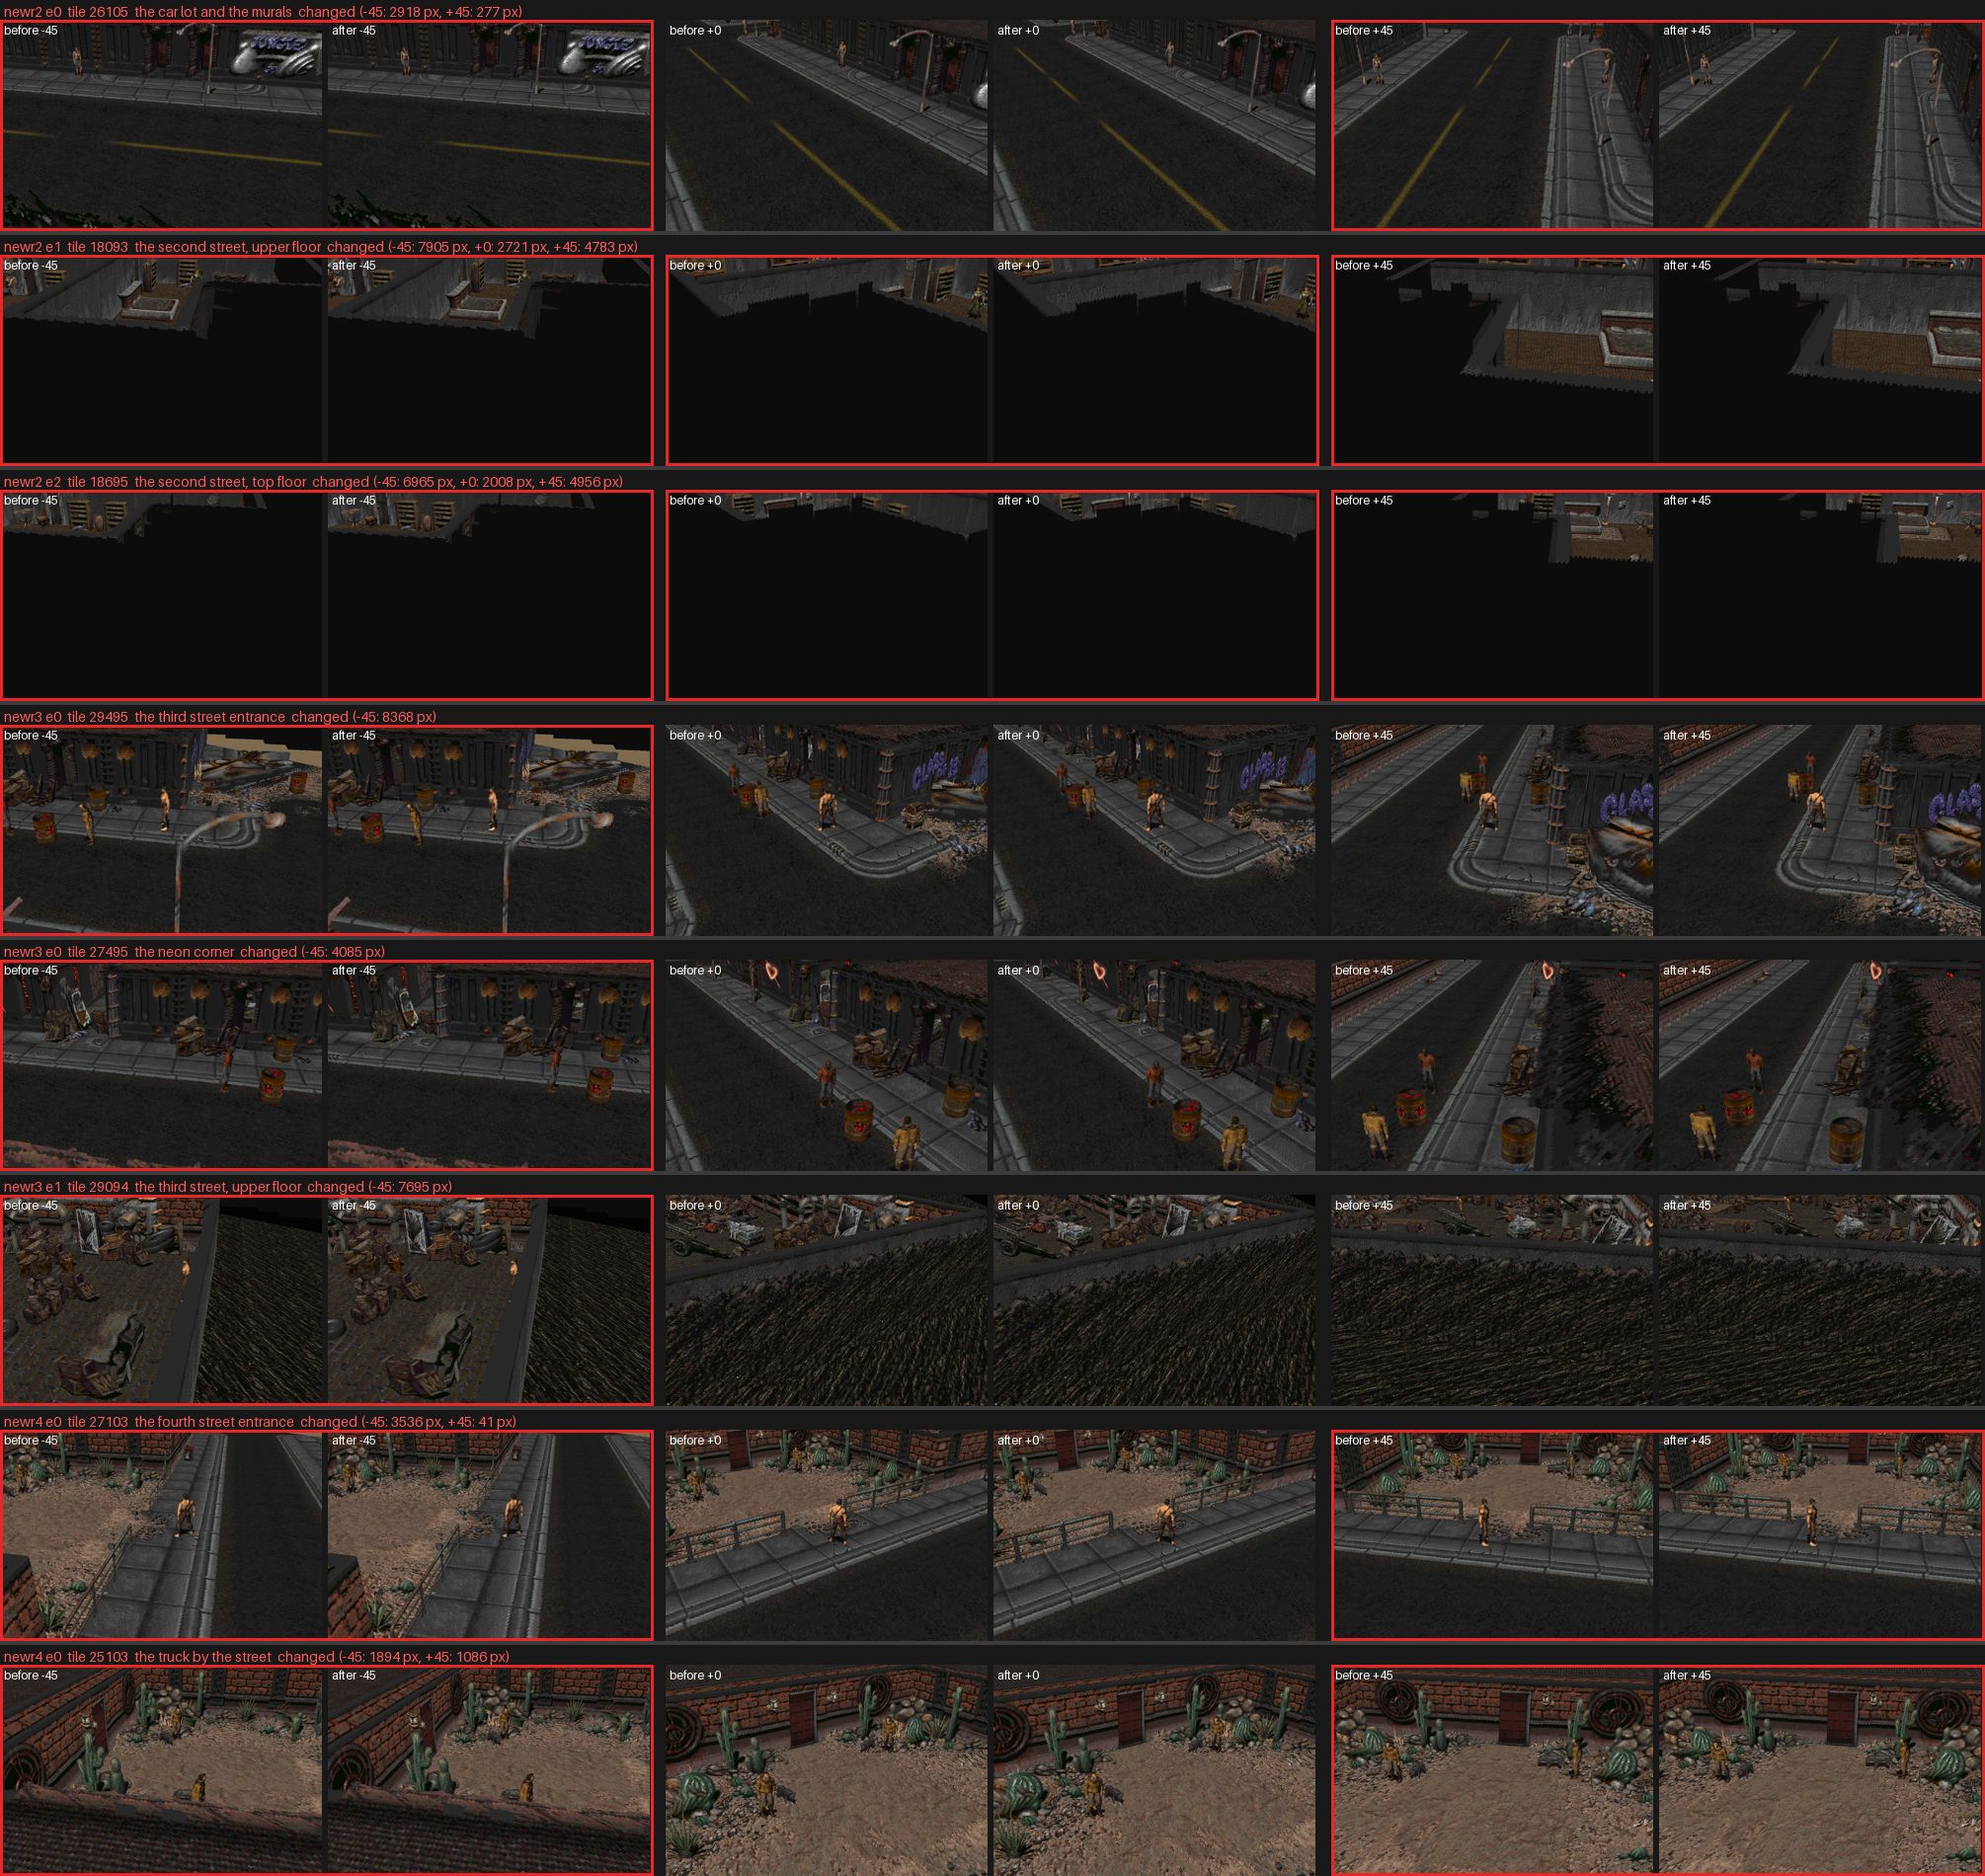 newr2 e0 tile 26105 the car lot and the murals changed (-45: 2918 px, +45: 277 px)
before -45 after -45 before +0 after +0 before +45 after +45
JUNGLE
newr2 e1 tile 18093 the second street, upper floor changed (-45: 7905 px, +0: 2721 px, +45: 4783 px)
before -45 after -45 before +0 after +0 before +45 after +45
newr2 e2 tile 18695 the second street, top floor changed (-45: 6965 px, +0: 2008 px, +45: 4956 px)
before -45 after -45 before +0 after +0 before +45 after +45
newr3 e0 tile 29495 the third street entrance changed (-45: 8368 px)
before -45 after -45 before +0 after +0 before +45 after +45
newr3 e0 tile 27495 the neon corner changed (-45: 4085 px)
before -45 after -45 before +0 after +0 before +45 after +45
newr3 e1 tile 29094 the third street, upper floor changed (-45: 7695 px)
before -45 after -45 before +0 after +0 before +45 after +45
newr4 e0 tile 27103 the fourth street entrance changed (-45: 3536 px, +45: 41 px)
before -45 after -45 before +0 after +0 before +45 after +45
newr4 e0 tile 25103 the truck by the street changed (-45: 1894 px, +45: 1086 px)
before -45 after -45 before +0 after +0 before +45 after +45